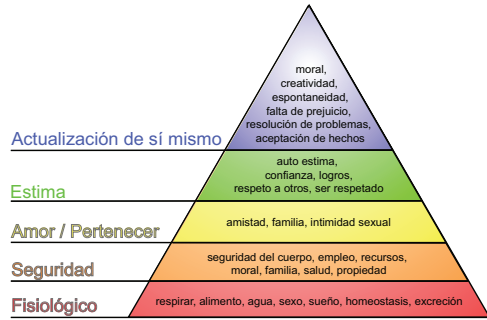 moral,
creatividad,
espontaneidad,
falta de prejuicio,
resolución de problemas,
aceptación de hechos
Actualización de sí mismo
auto estima,
confianza, logros,
respeto a otros, ser respetado
Estima
amistad, familia, intimidad sexual
Amor / Pertenecer
seguridad del cuerpo, empleo, recursos,
moral, familia, salud, propiedad
Seguridad
respirar, alimento, agua, sexo, sueño, homeostasis, excreción
Fisiológico